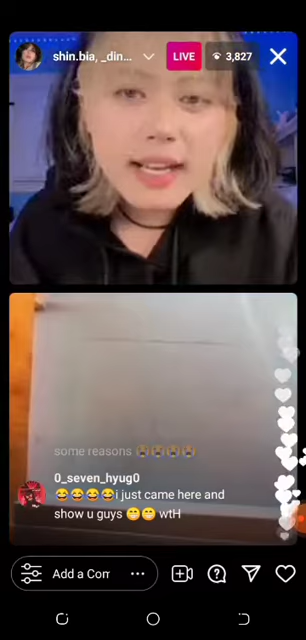 shin.bia, _din...
LIVE
3,827
some reasons 😭😭😭😭
0_seven_hyug0
😂😂😂😂i just came here and
show u guys 😁😁 wtH
Add a Com